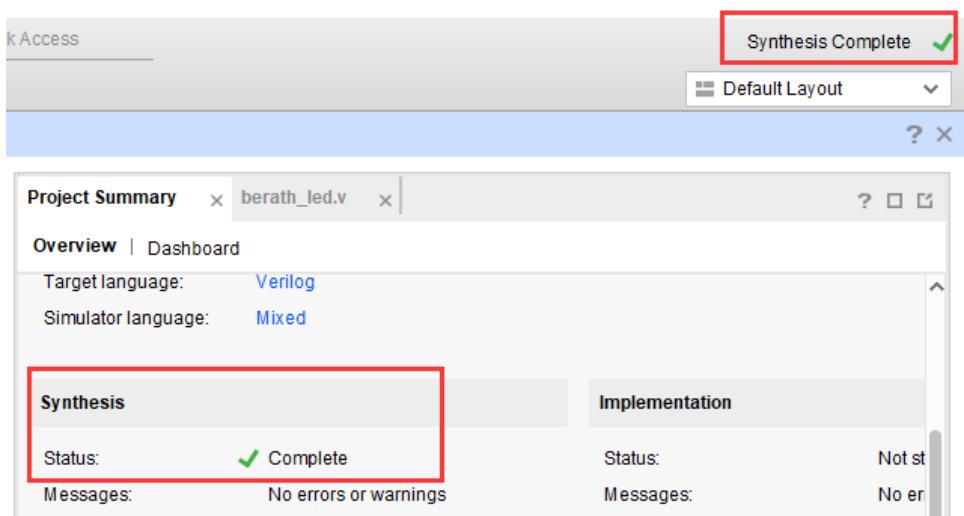 k Access
Synthesis Complete
Default Layout
? ×
Project Summary × berath_led.v × ?
Overview | Dashboard
Target language: Verilog
Simulator language: Mixed
Synthesis Implementation
Status: Complete Status: Not st
Messages: No errors or warnings Messages: No er